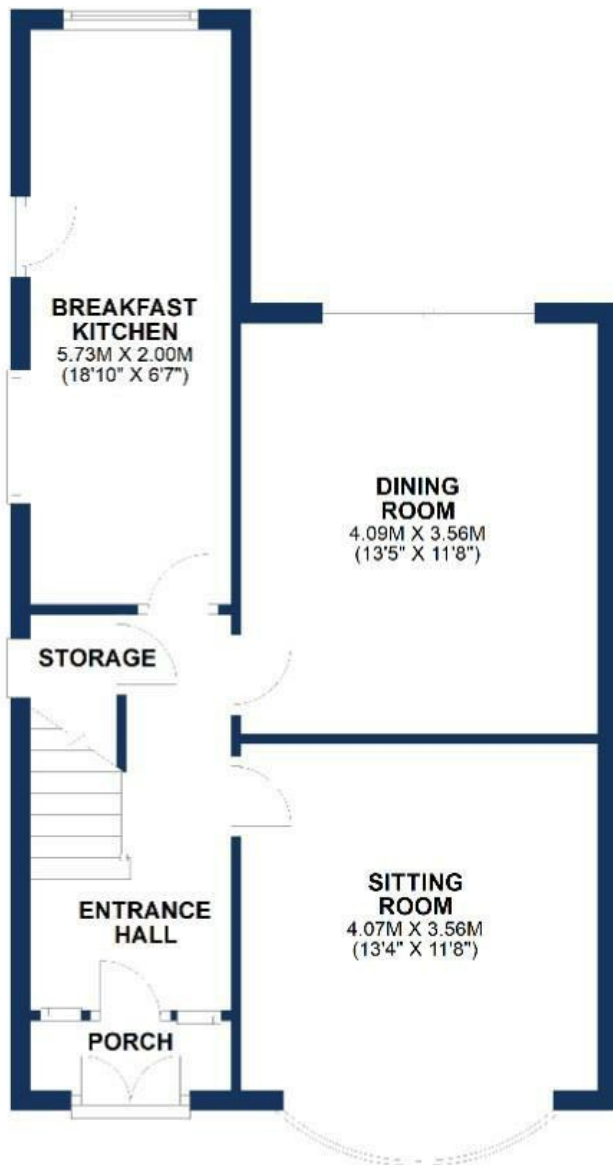 BREAKFAST
KITCHEN
5.73M X 2.00M
(18'10" X 6'7")
DINING
ROOM
4.09M X 3.56M
(13'5" X 11'8")
STORAGE
SITTING
ROOM
4.07M X 3.56M
(13'4" X 11'8")
ENTRANCE
HALL
PORCH